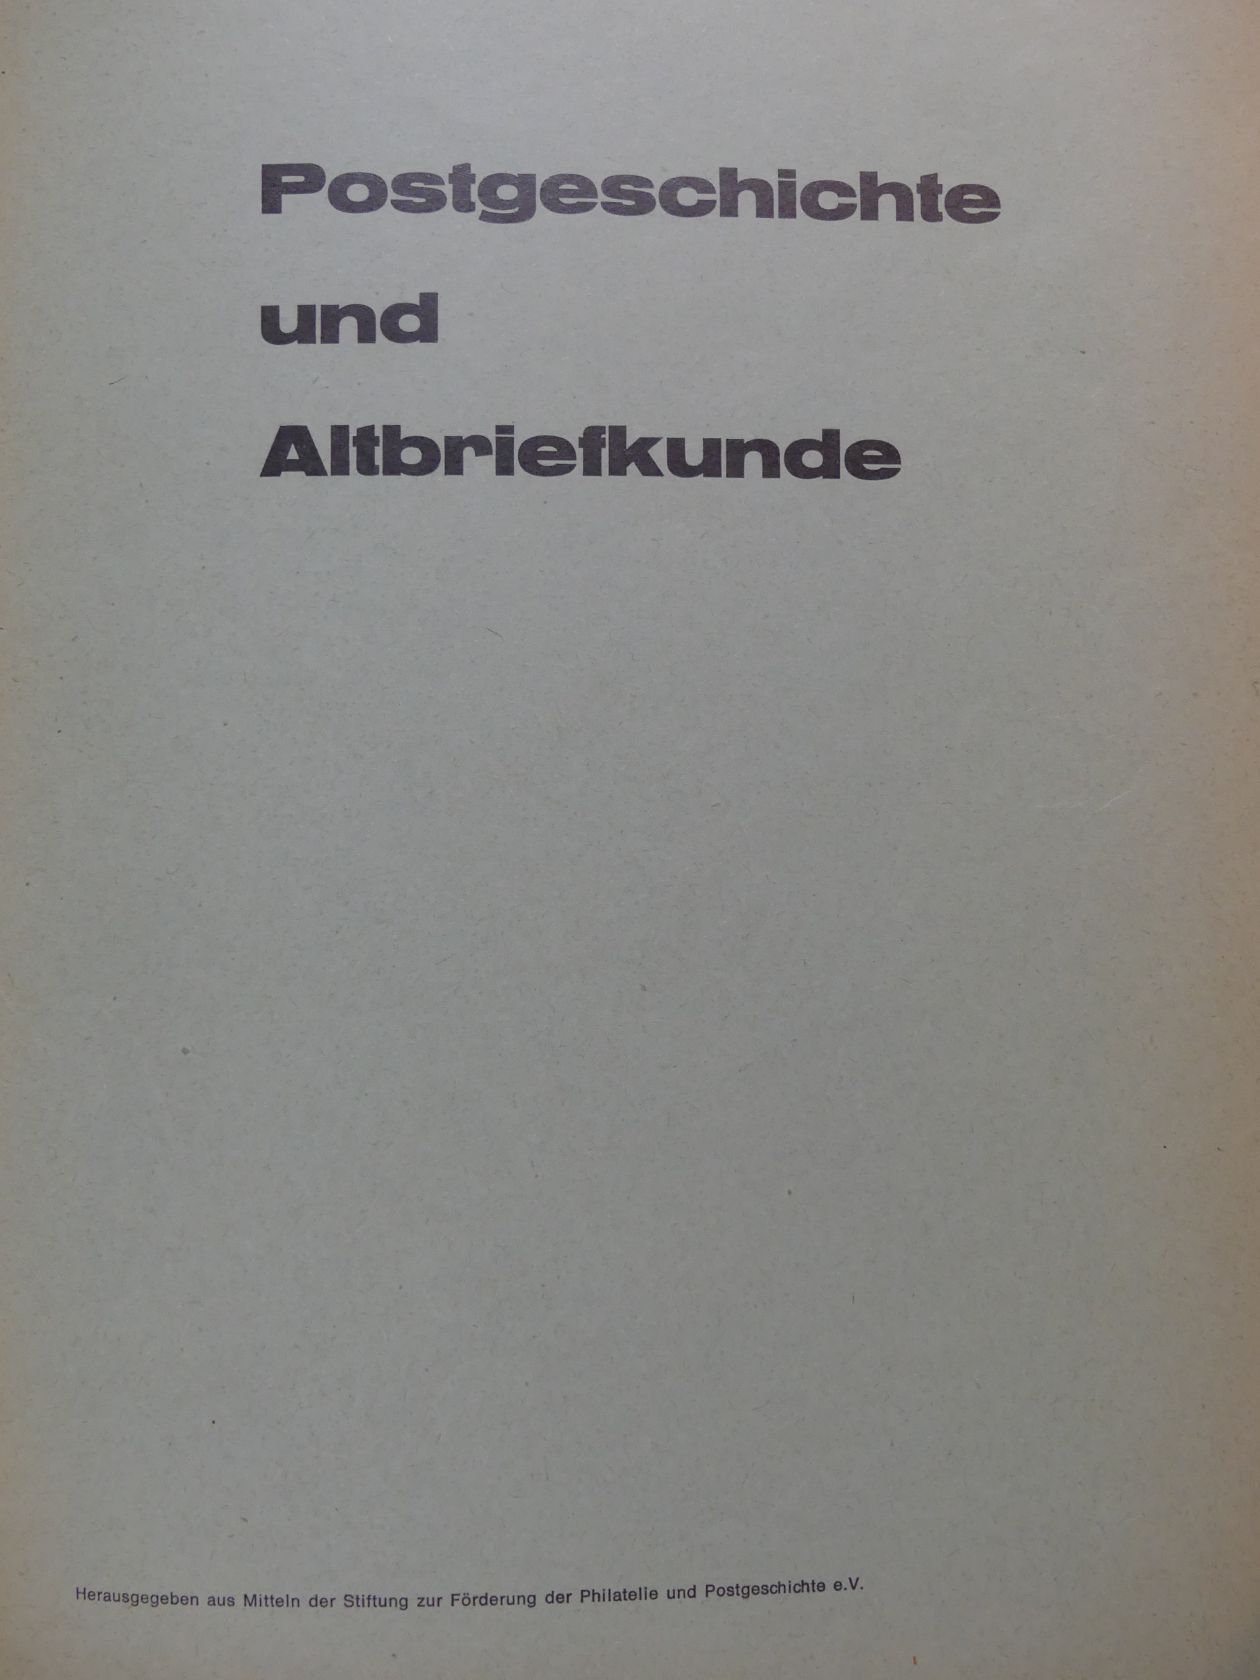 Postgeschichte
und
Altbriefkunde
Herausgegeben aus Mitteln der Stiftung zur Förderung der Philatelie und Postgeschichte e.V.